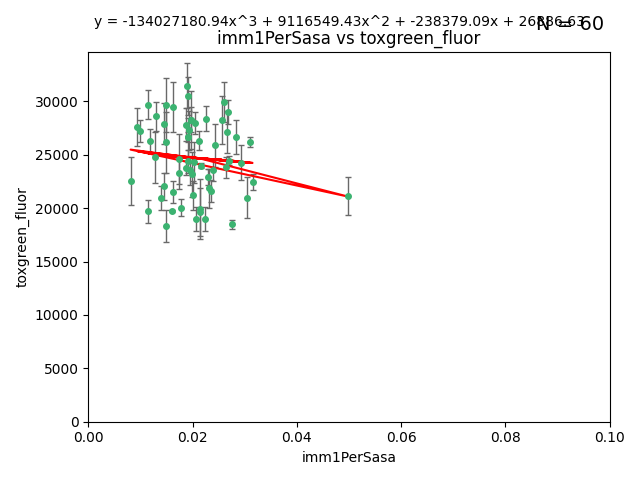 y = -134027180.94x^3 + 9116549.43x^2 + -238379.09x + 26886.63
N = 60
imm1PerSasa vs toxgreen_fluor
30000
25000
20000
15000
10000
5000
0
toxgreen_fluor
0.00 0.02 0.04 0.06 0.08 0.10
imm1PerSasa